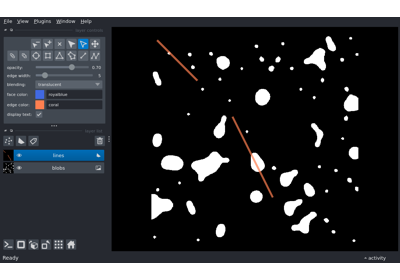 File View Plugins Window Help
opacity: 0.70
edge width: 5
blending: translucent
face color: royalblue
edge color: coral
display text:
lines
blobs
Ready
activity